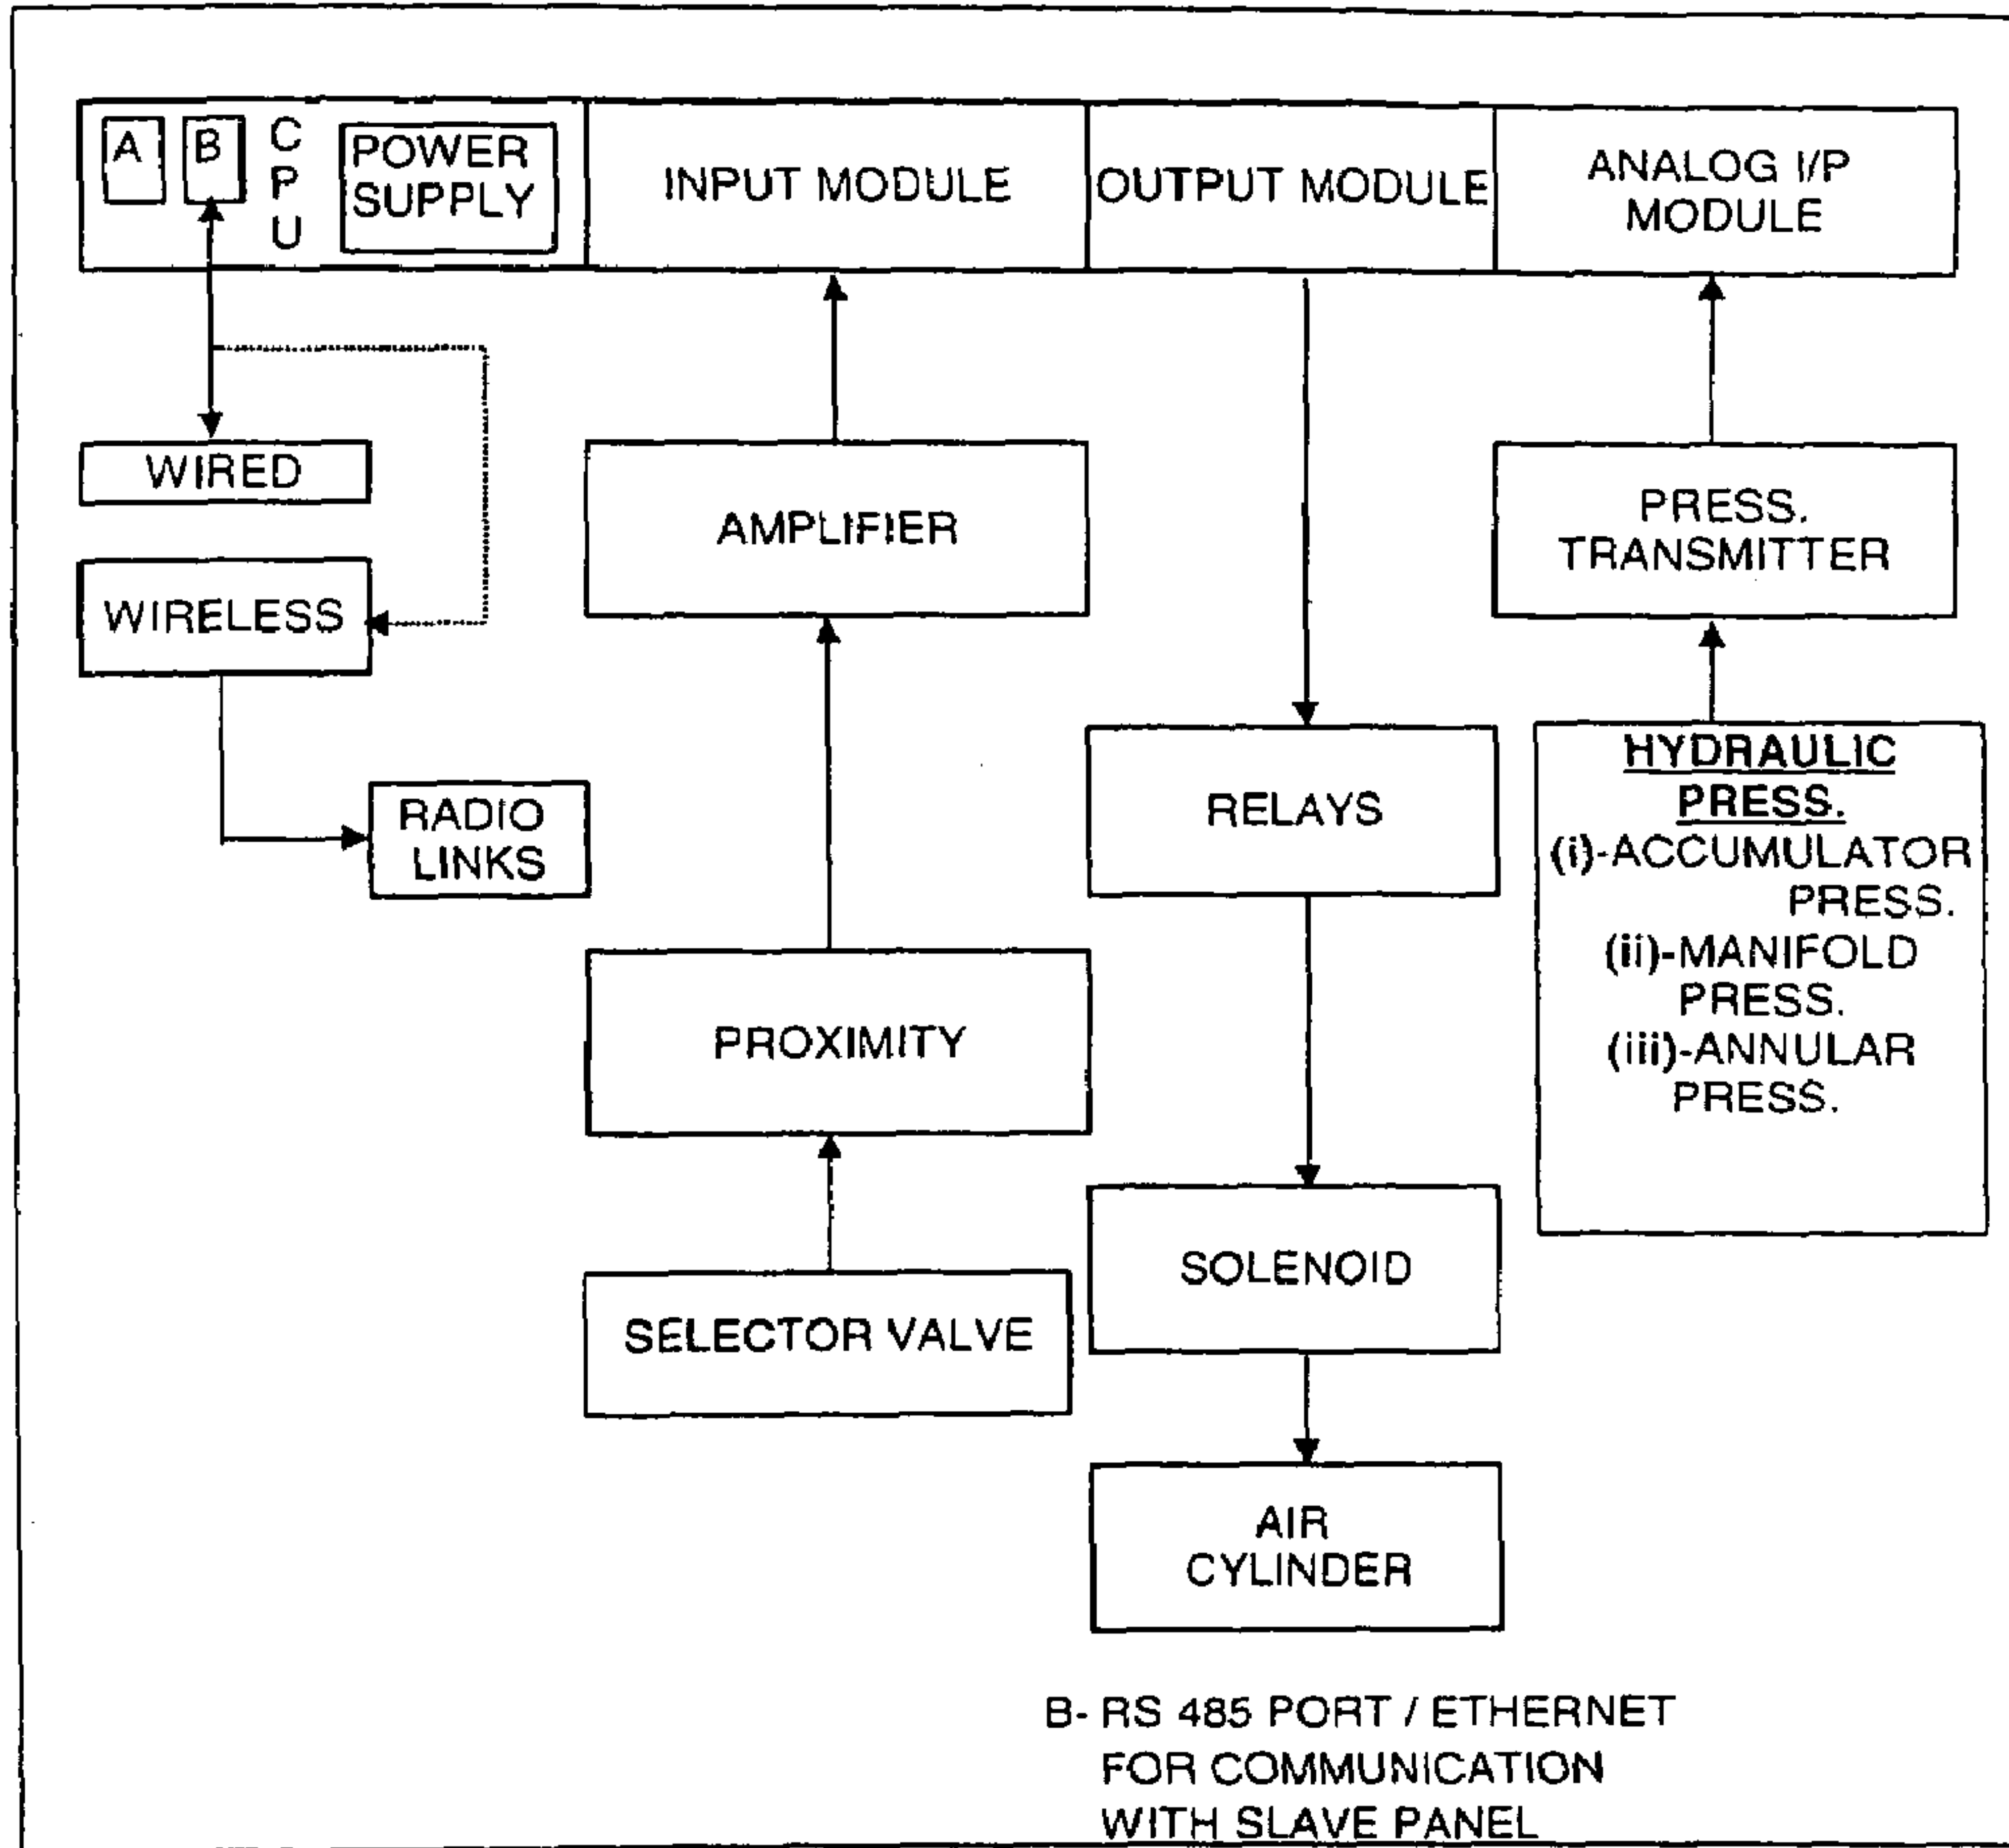 A
B
C
P
U
POWER
SUPPLY
INPUT MODULE
OUTPUT MODULE
ANALOG I/P
MODULE
WIRED
WIRELESS
RADIO
LINKS
AMPLIFIER
PROXIMITY
SELECTOR VALVE
RELAYS
SOLENOID
AIR
CYLINDER
PRESS.
TRANSMITTER
HYDRAULIC
PRESS.
(i)-ACCUMULATOR
PRESS.
(ii)-MANIFOLD
PRESS.
(iii)-ANNULAR
PRESS.
B- RS 485 PORT / ETHERNET
FOR COMMUNICATION
WITH SLAVE PANEL